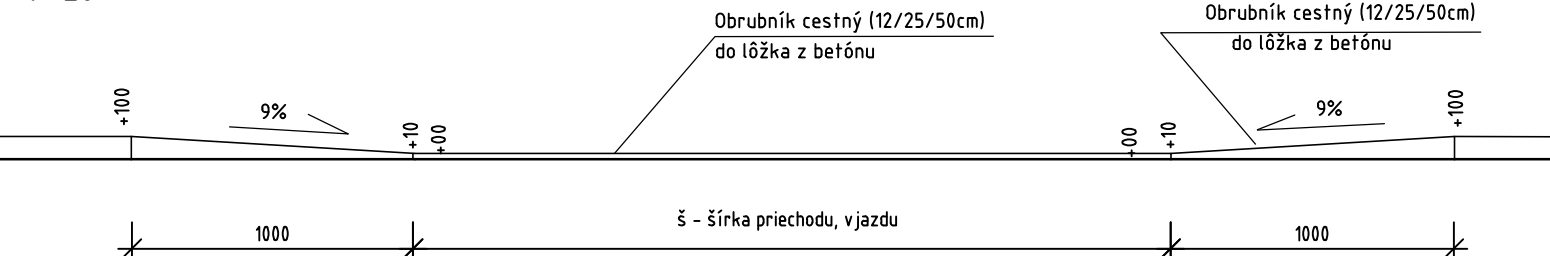 Obrubník cestný (12/25/50cm)
do lôžka z betónu
Obrubník cestný (12/25/50cm)
do lôžka z betónu
+100
9%
+10
+00
+00
+10
9%
+100
1000
š - šírka priechodu, vjazdu
1000